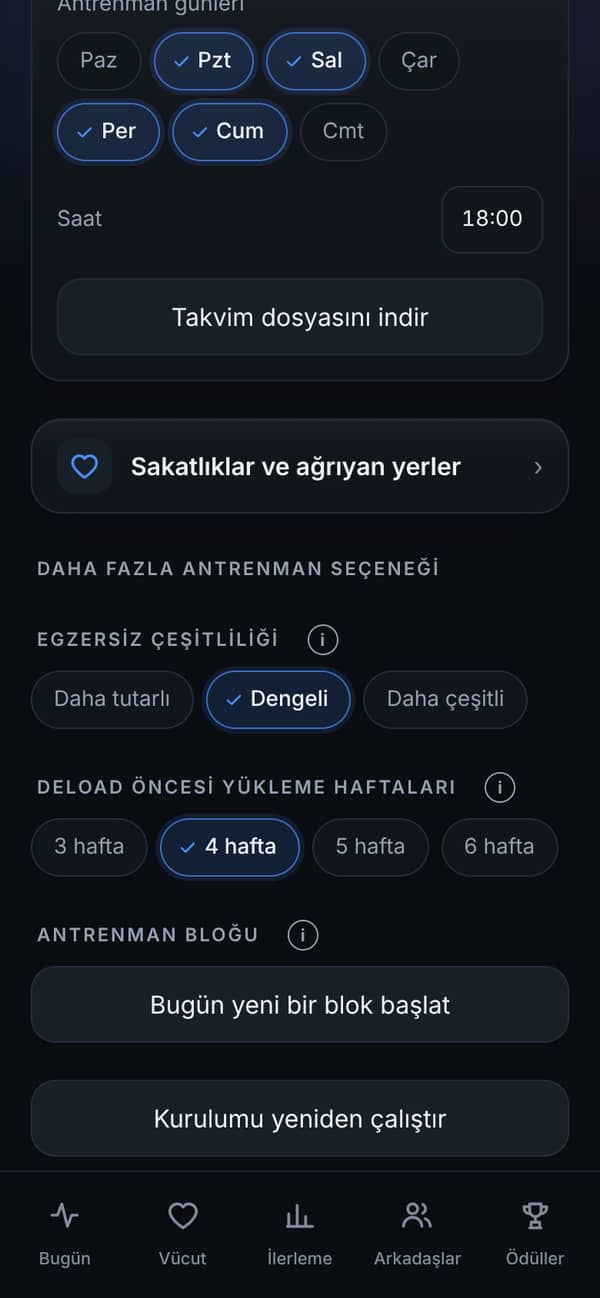 Antrenman günleri
Paz Pzt Sal Çar
Per Cum Cmt
Saat 18:00
Takvim dosyasını indir
Sakatlıklar ve ağrıyan yerler
DAHA FAZLA ANTRENMAN SEÇENEĞİ
EGZERSİZ ÇEŞİTLİLİĞİ
Daha tutarlı Dengeli Daha çeşitli
DELOAD ÖNCESİ YÜKLEME HAFTALARI
3 hafta 4 hafta 5 hafta 6 hafta
ANTRENMAN BLOĞU
Bugün yeni bir blok başlat
Kurulumu yeniden çalıştır
Bugün Vücut İlerleme Arkadaşlar Ödüller